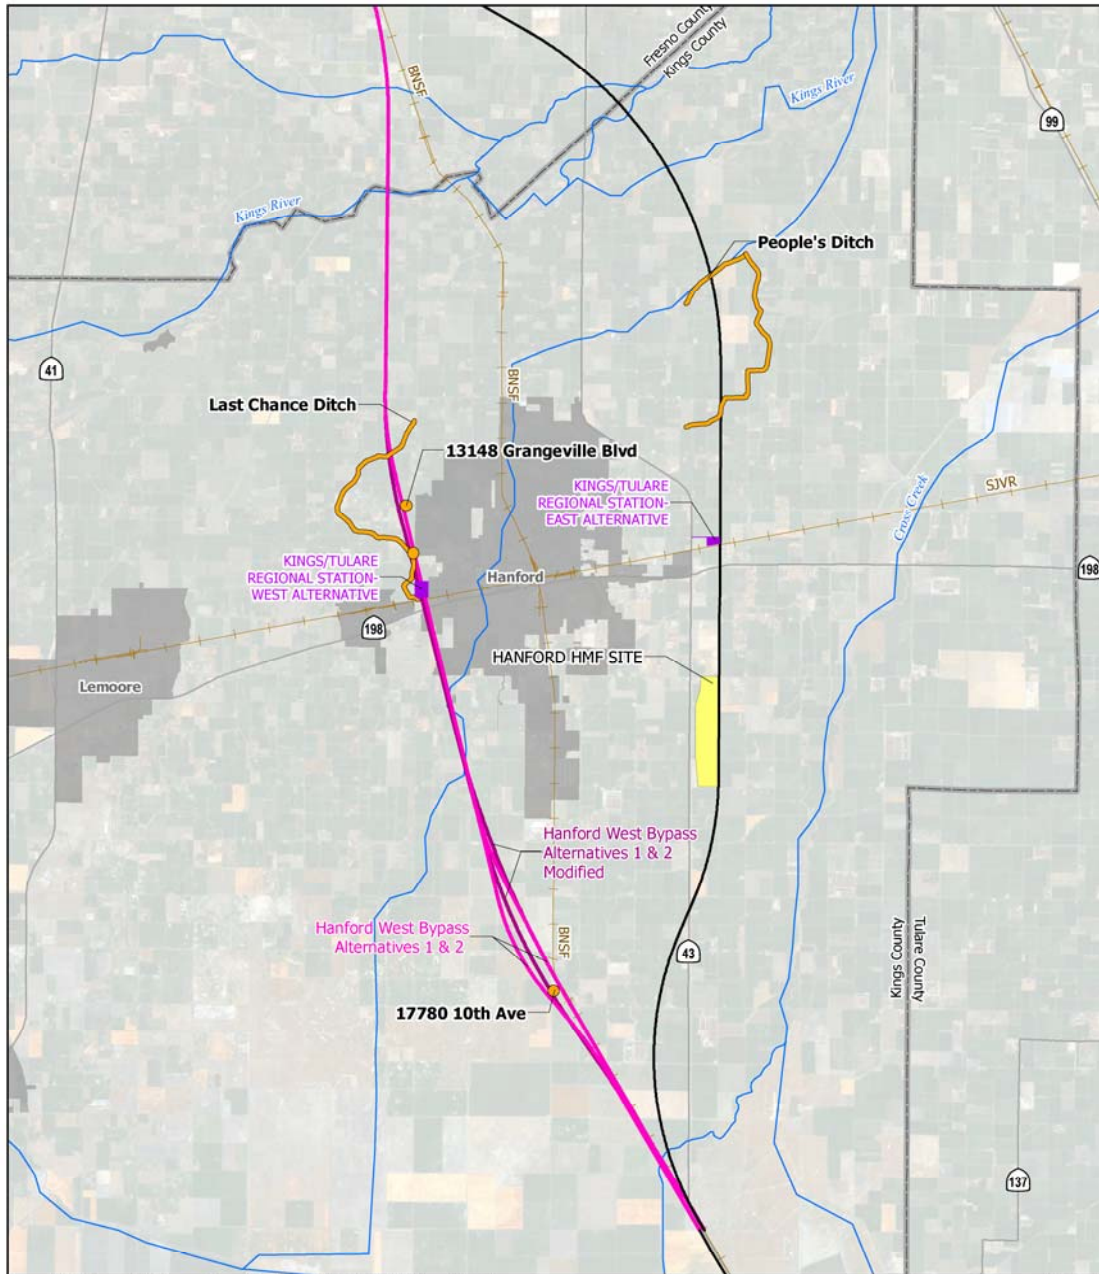 Fresno County
Kings County
BNSF
Kings River
99
Kings River
People's Ditch
41
BNSF
Last Chance Ditch
13148 Grangeville Blvd
KINGS/TULARE
REGIONAL STATION-
EAST ALTERNATIVE
SJVR
Cross Creek
KINGS/TULARE
REGIONAL STATION-
WEST ALTERNATIVE
Hanford
198
198
HANFORD HMF SITE
Lemoore
Hanford West Bypass
Alternatives 1 & 2
Modified
Hanford West Bypass
Alternatives 1 & 2
BNSF
43
Kings County
Tulare County
17780 10th Ave
137